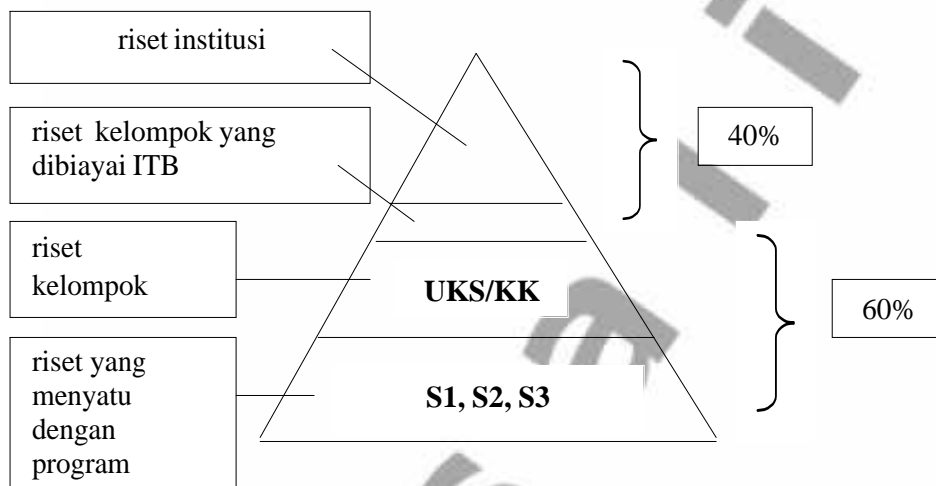 riset institusi
riset kelompok yang
dibiayai ITB
40%
riset
kelompok
UKS/KK
60%
riset yang
menyatu
dengan
program
S1, S2, S3